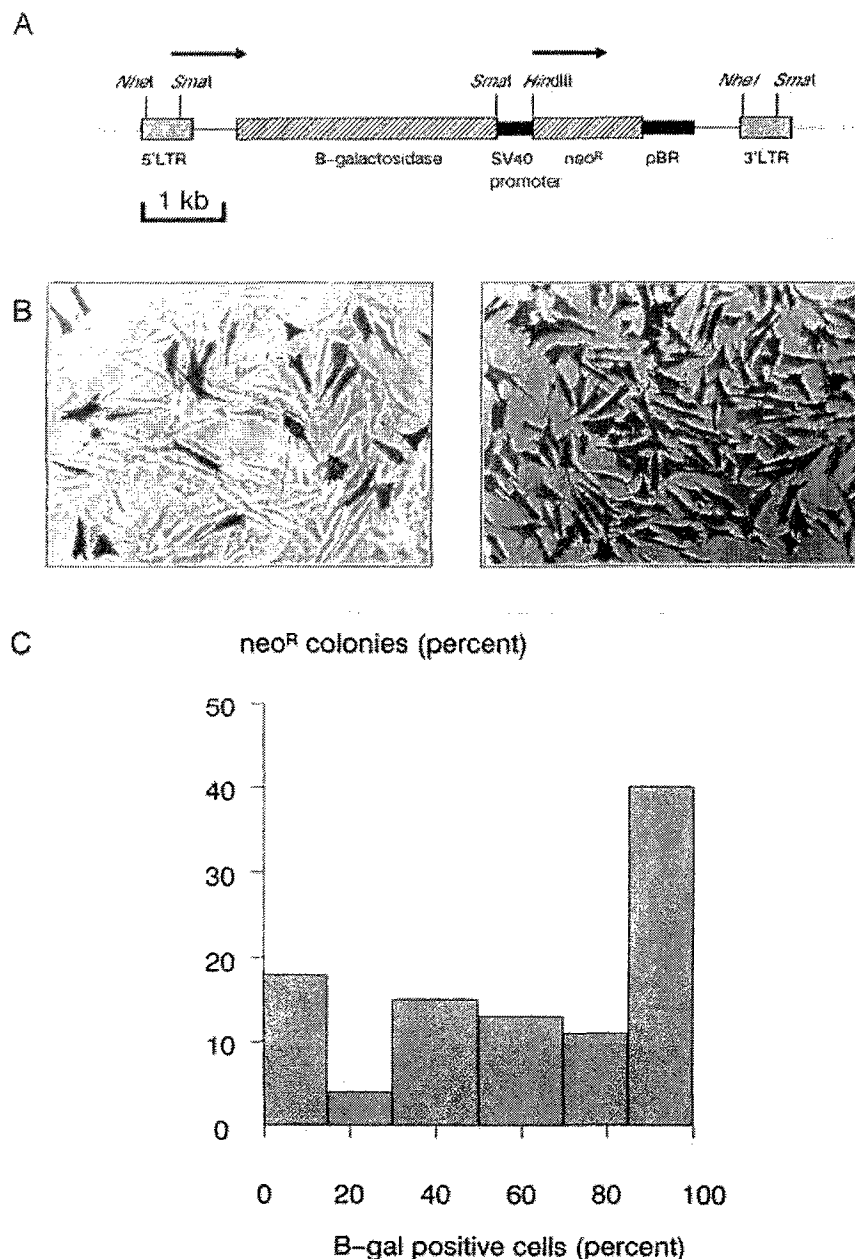 A
NheI SmaI SmaI HindIII NheI SmaI
5'LTR B-galactosidase SV40 promoter neoR pBR 3'LTR
1 kb
B
C
neoR colonies (percent)
50
40
30
20
10
0
0 20 40 60 80 100
B-gal positive cells (percent)